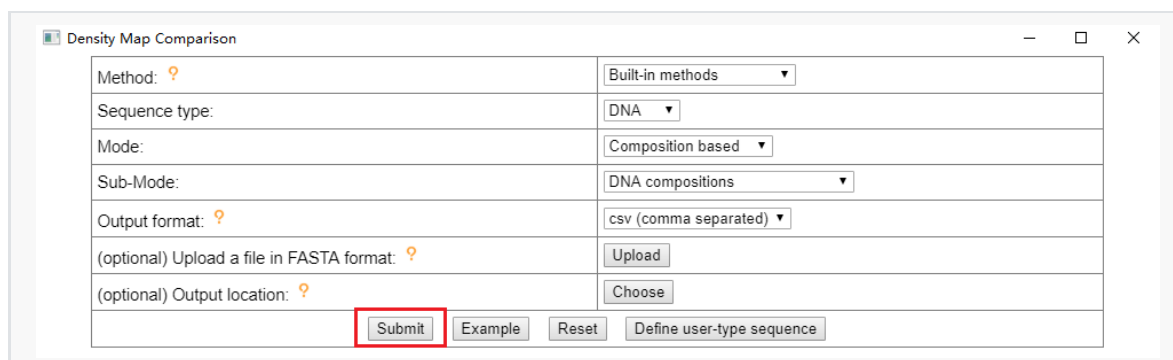 Density Map Comparison
Method: ? Built-in methods
Sequence type: DNA
Mode: Composition based
Sub-Mode: DNA compositions
Output format: ? csv (comma separated)
(optional) Upload a file in FASTA format: ? Upload
(optional) Output location: ? Choose
Submit Example Reset Define user-type sequence